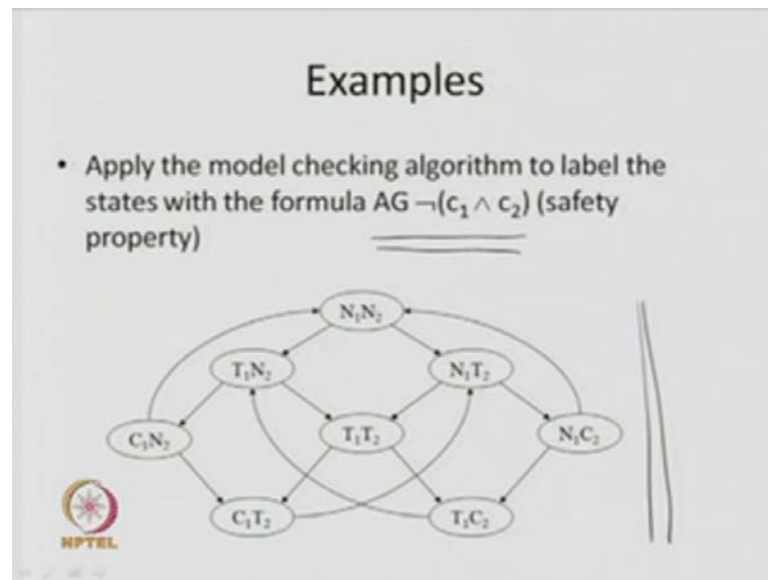 Examples
• Apply the model checking algorithm to label the
states with the formula AG ¬(c₁ ∧ c₂) (safety
property)
N₁N₂
T₁N₂ N₁T₂
C₁N₂ T₁T₂ N₁C₂
C₁T₂ T₁C₂
NPTEL